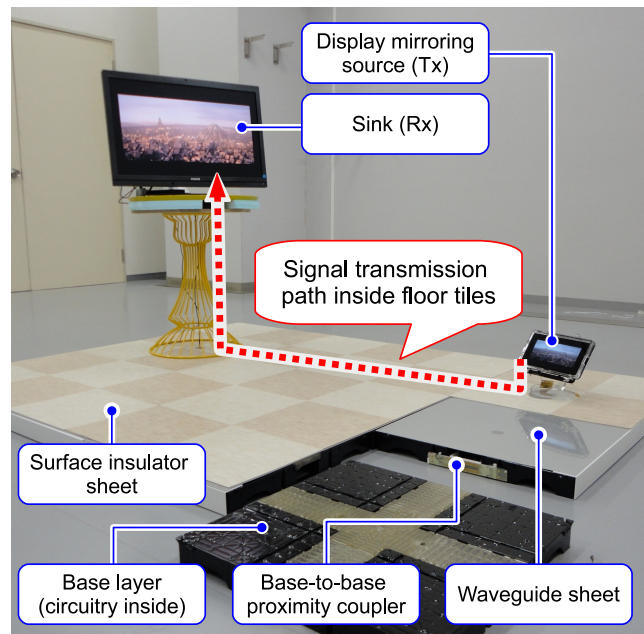 Display mirroring
source (Tx)
Sink (Rx)
Signal transmission
path inside floor tiles
Surface insulator
sheet
Base layer
(circuitry inside)
Base-to-base
proximity coupler
Waveguide sheet